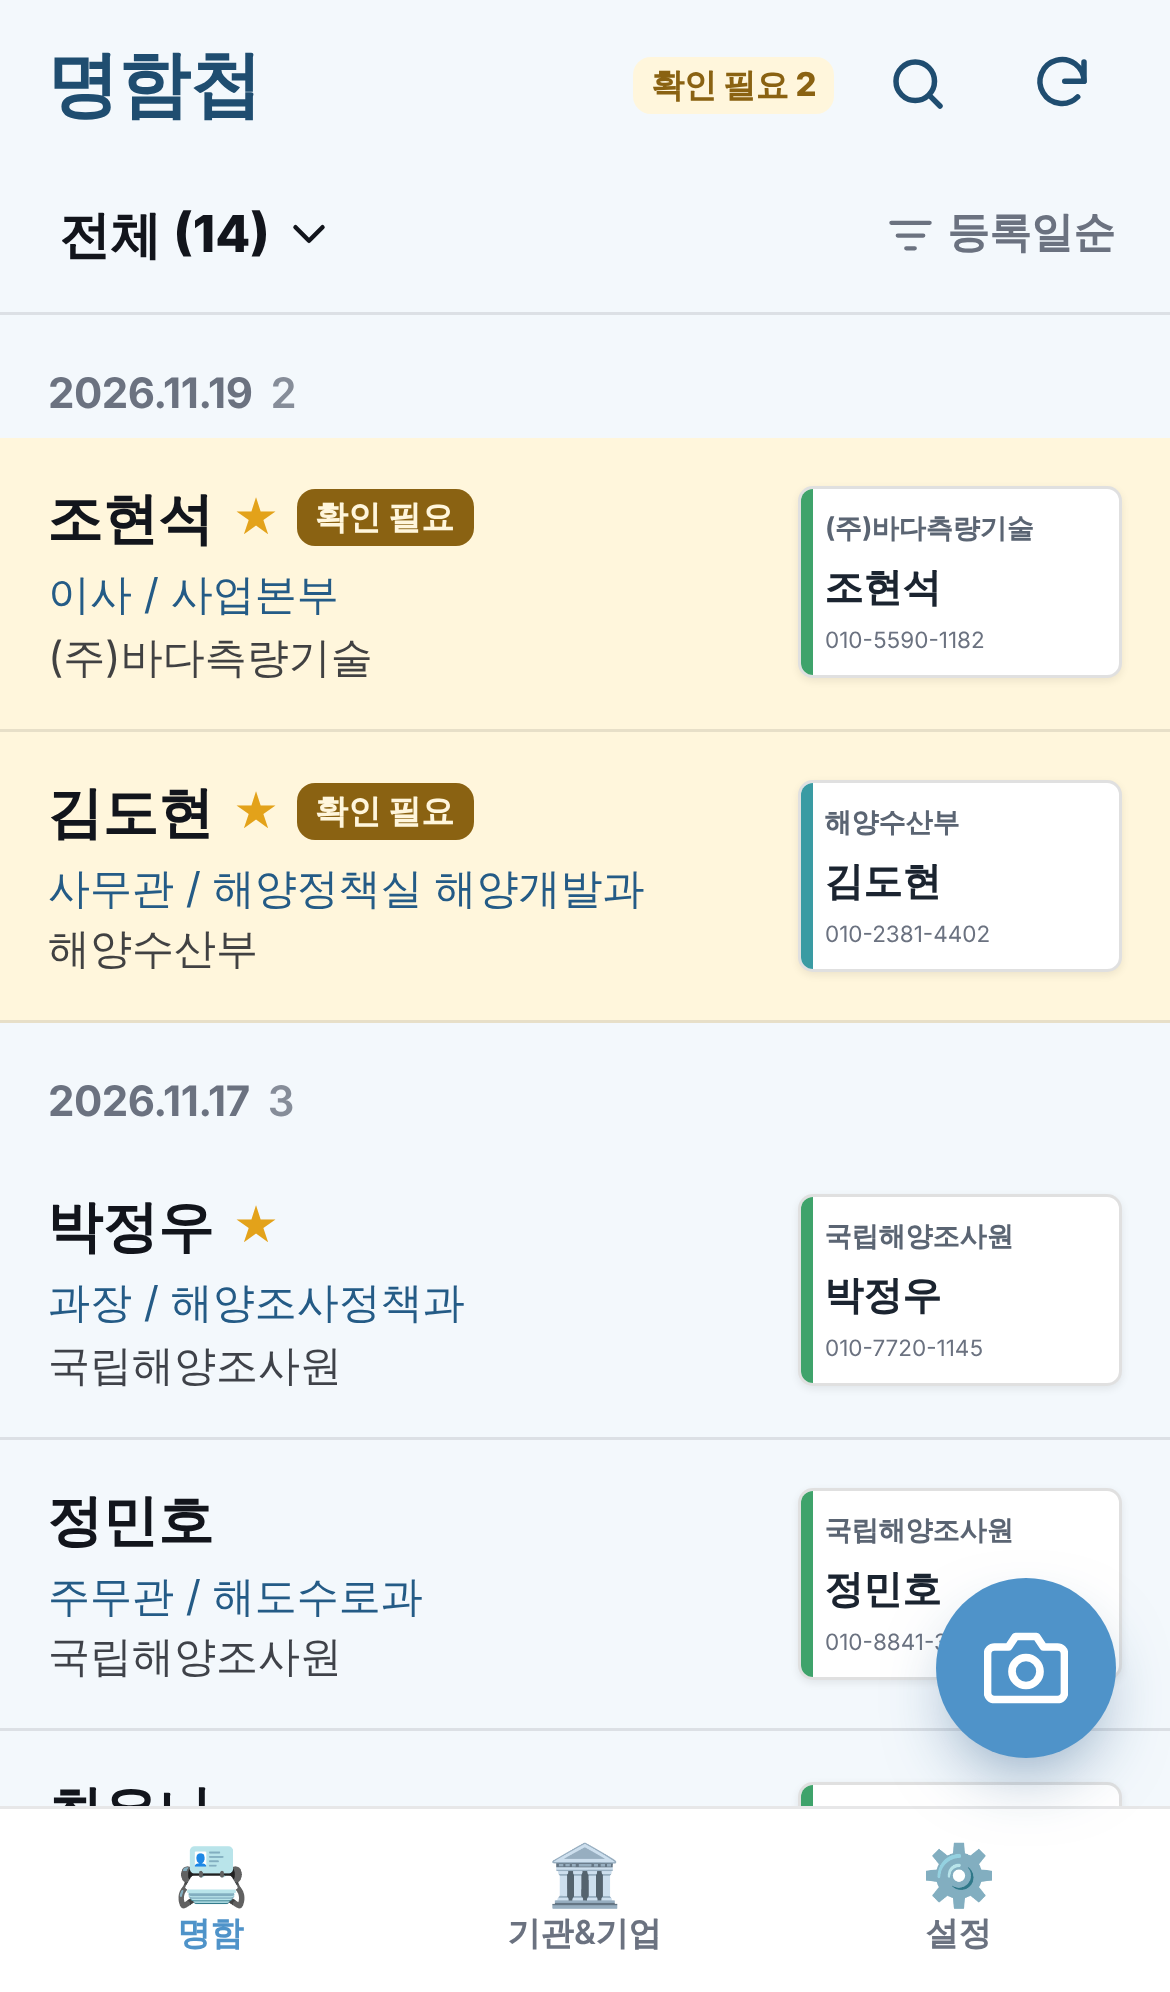 명함첩
확인 필요 2
전체 (14)
등록일순
2026.11.19 2
조현석 ★ 확인 필요
이사 / 사업본부
(주)바다측량기술
(주)바다측량기술
조현석
010-5590-1182
김도현 ★ 확인 필요
사무관 / 해양정책실 해양개발과
해양수산부
해양수산부
김도현
010-2381-4402
2026.11.17 3
박정우 ★
과장 / 해양조사정책과
국립해양조사원
국립해양조사원
박정우
010-7720-1145
정민호
주무관 / 해도수로과
국립해양조사원
국립해양조사원
정민호
010-8841-
명함
기관&기업
설정